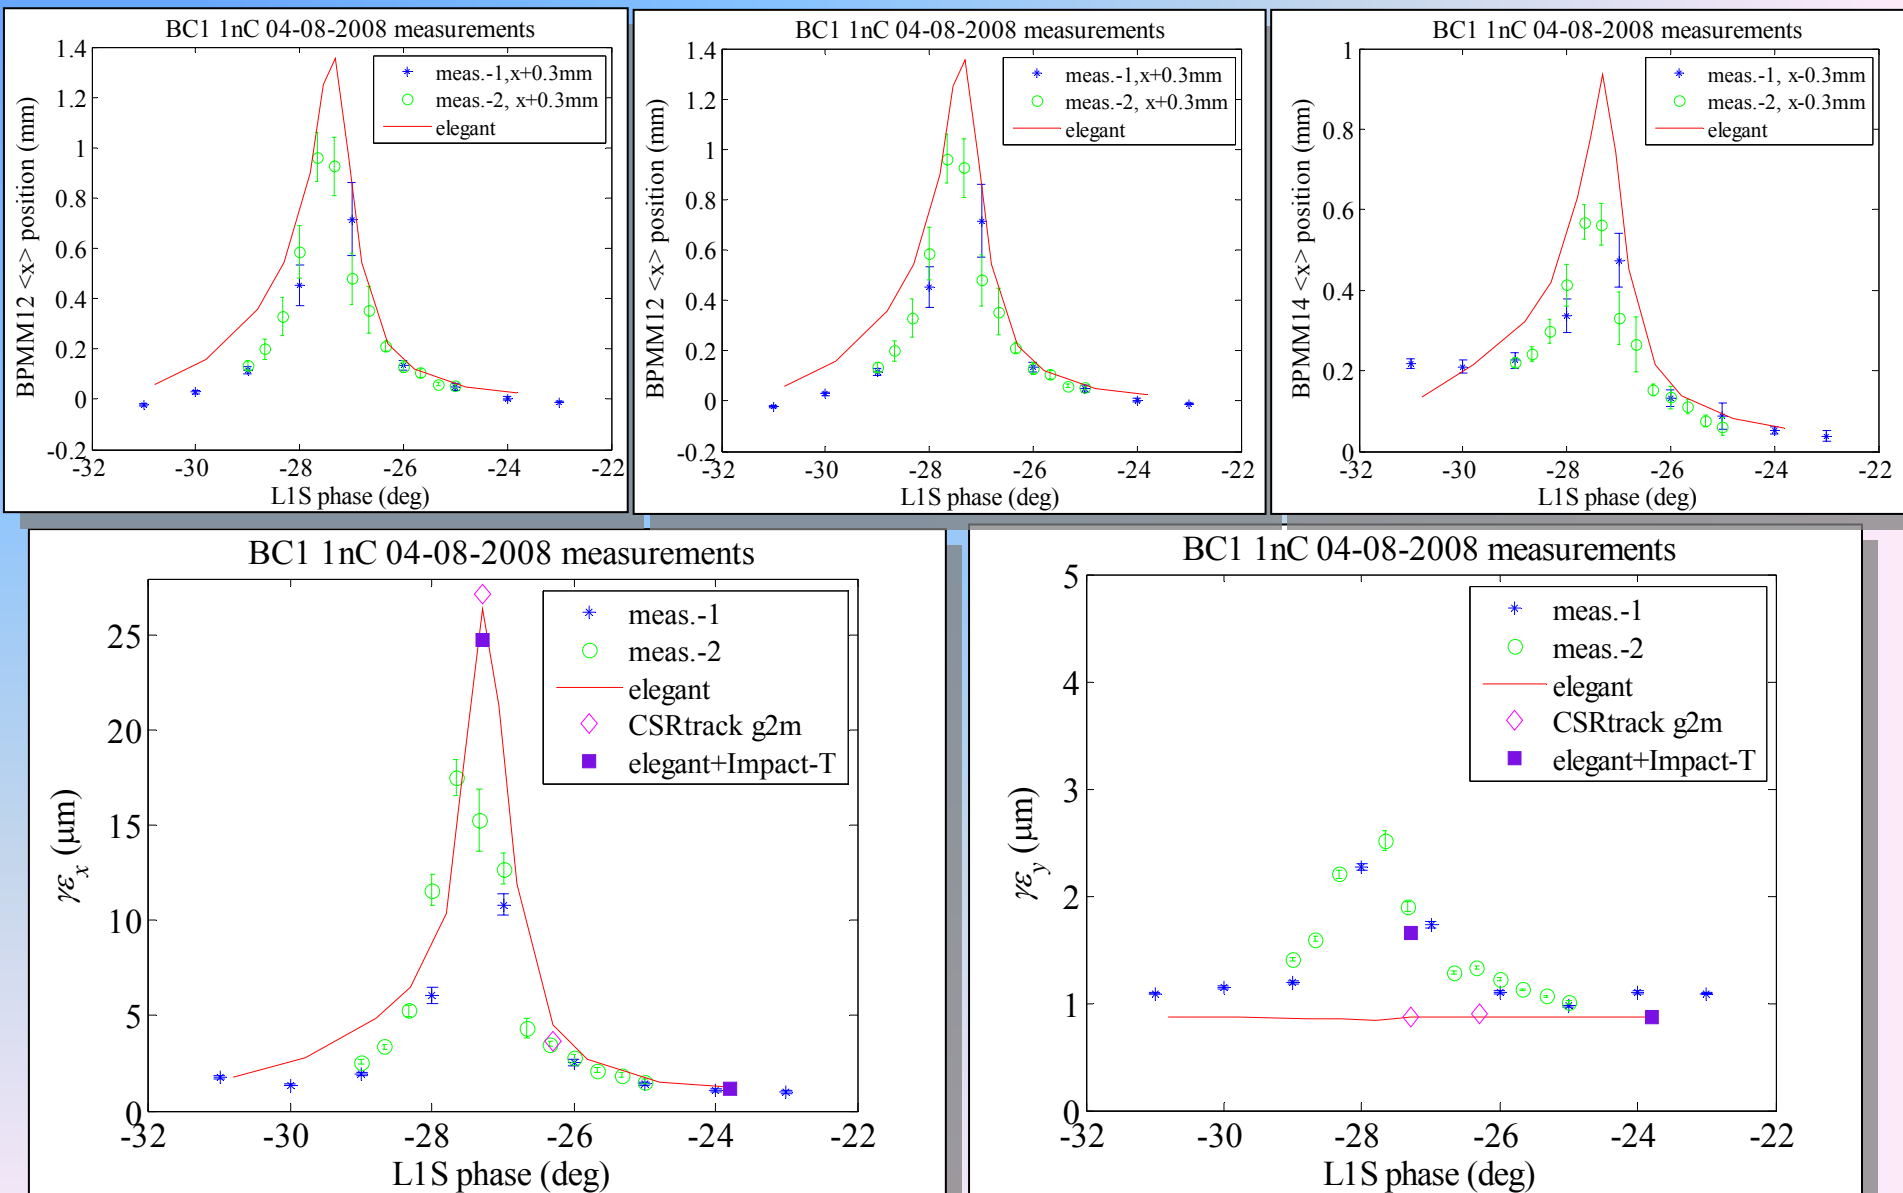 BC1 1nC 04-08-2008 measurements
BPMM12 <x> position (mm)
1.4
1.2
1
0.8
0.6
0.4
0.2
0
-0.2
-32 -30 -28 -26 -24 -22
L1S phase (deg)
meas.-1,x+0.3mm
meas.-2, x+0.3mm
elegant
BC1 1nC 04-08-2008 measurements
BPMM12 <x> position (mm)
1.4
1.2
1
0.8
0.6
0.4
0.2
0
-0.2
-32 -30 -28 -26 -24 -22
L1S phase (deg)
meas.-1,x+0.3mm
meas.-2, x+0.3mm
elegant
BC1 1nC 04-08-2008 measurements
BPMM14 <x> position (mm)
1
0.8
0.6
0.4
0.2
0
-32 -30 -28 -26 -24 -22
L1S phase (deg)
meas.-1, x-0.3mm
meas.-2, x-0.3mm
elegant
BC1 1nC 04-08-2008 measurements
γεx (μm)
25
20
15
10
5
0
-32 -30 -28 -26 -24 -22
L1S phase (deg)
meas.-1
meas.-2
elegant
CSRtrack g2m
elegant+Impact-T
BC1 1nC 04-08-2008 measurements
γεy (μm)
5
4
3
2
1
0
-32 -30 -28 -26 -24 -22
L1S phase (deg)
meas.-1
meas.-2
elegant
CSRtrack g2m
elegant+Impact-T